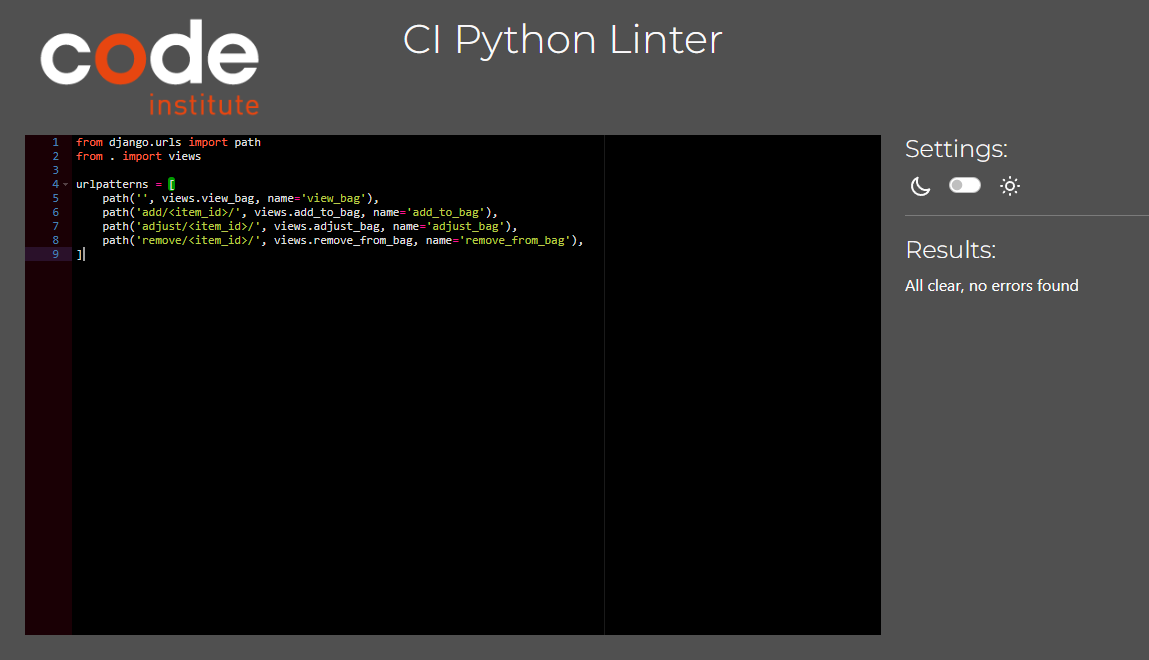 code
institute
CI Python Linter
1 from django.urls import path
2 from . import views
3
4 urlpatterns = [
5     path('', views.view_bag, name='view_bag'),
6     path('add/<item_id>/', views.add_to_bag, name='add_to_bag'),
7     path('adjust/<item_id>/', views.adjust_bag, name='adjust_bag'),
8     path('remove/<item_id>/', views.remove_from_bag, name='remove_from_bag'),
9 ]
Settings:
Results:
All clear, no errors found